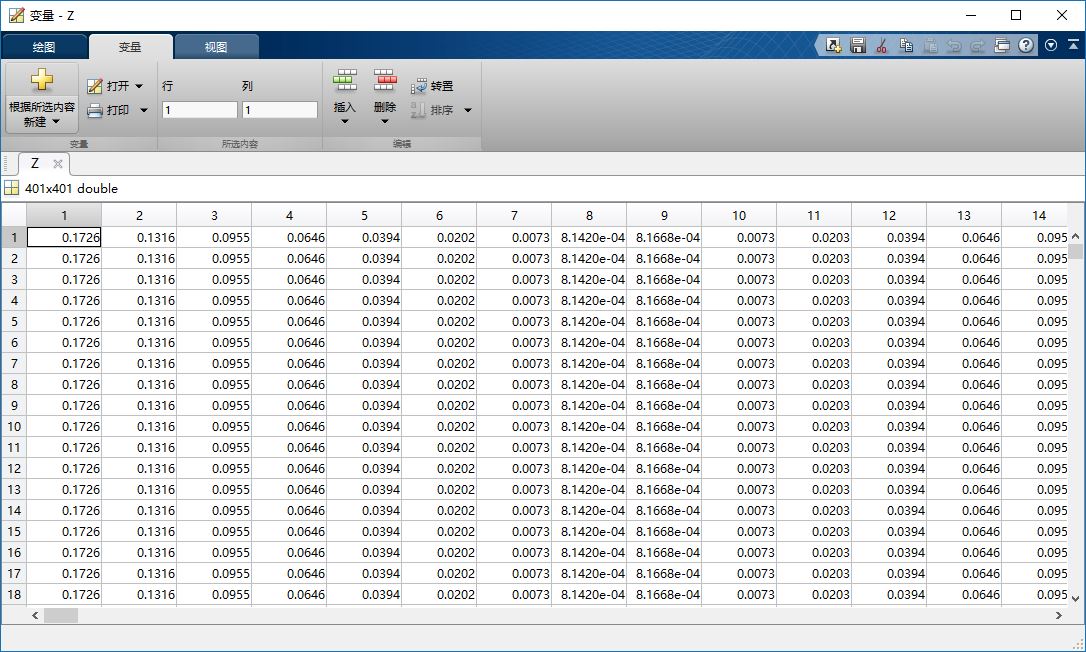 变量 - Z
绘图 变量 视图
根据所选内容
新建
打开
打印
行 列
1 1
插入 删除 转置
排序
变量 所选内容 编辑
Z
401x401 double
1 2 3 4 5 6 7 8 9 10 11 12 13 14
1 0.1726 0.1316 0.0955 0.0646 0.0394 0.0202 0.0073 8.1420e-04 8.1668e-04 0.0073 0.0203 0.0394 0.0646 0.095
2 0.1726 0.1316 0.0955 0.0646 0.0394 0.0202 0.0073 8.1420e-04 8.1668e-04 0.0073 0.0203 0.0394 0.0646 0.095
3 0.1726 0.1316 0.0955 0.0646 0.0394 0.0202 0.0073 8.1420e-04 8.1668e-04 0.0073 0.0203 0.0394 0.0646 0.095
4 0.1726 0.1316 0.0955 0.0646 0.0394 0.0202 0.0073 8.1420e-04 8.1668e-04 0.0073 0.0203 0.0394 0.0646 0.095
5 0.1726 0.1316 0.0955 0.0646 0.0394 0.0202 0.0073 8.1420e-04 8.1668e-04 0.0073 0.0203 0.0394 0.0646 0.095
6 0.1726 0.1316 0.0955 0.0646 0.0394 0.0202 0.0073 8.1420e-04 8.1668e-04 0.0073 0.0203 0.0394 0.0646 0.095
7 0.1726 0.1316 0.0955 0.0646 0.0394 0.0202 0.0073 8.1420e-04 8.1668e-04 0.0073 0.0203 0.0394 0.0646 0.095
8 0.1726 0.1316 0.0955 0.0646 0.0394 0.0202 0.0073 8.1420e-04 8.1668e-04 0.0073 0.0203 0.0394 0.0646 0.095
9 0.1726 0.1316 0.0955 0.0646 0.0394 0.0202 0.0073 8.1420e-04 8.1668e-04 0.0073 0.0203 0.0394 0.0646 0.095
10 0.1726 0.1316 0.0955 0.0646 0.0394 0.0202 0.0073 8.1420e-04 8.1668e-04 0.0073 0.0203 0.0394 0.0646 0.095
11 0.1726 0.1316 0.0955 0.0646 0.0394 0.0202 0.0073 8.1420e-04 8.1668e-04 0.0073 0.0203 0.0394 0.0646 0.095
12 0.1726 0.1316 0.0955 0.0646 0.0394 0.0202 0.0073 8.1420e-04 8.1668e-04 0.0073 0.0203 0.0394 0.0646 0.095
13 0.1726 0.1316 0.0955 0.0646 0.0394 0.0202 0.0073 8.1420e-04 8.1668e-04 0.0073 0.0203 0.0394 0.0646 0.095
14 0.1726 0.1316 0.0955 0.0646 0.0394 0.0202 0.0073 8.1420e-04 8.1668e-04 0.0073 0.0203 0.0394 0.0646 0.095
15 0.1726 0.1316 0.0955 0.0646 0.0394 0.0202 0.0073 8.1420e-04 8.1668e-04 0.0073 0.0203 0.0394 0.0646 0.095
16 0.1726 0.1316 0.0955 0.0646 0.0394 0.0202 0.0073 8.1420e-04 8.1668e-04 0.0073 0.0203 0.0394 0.0646 0.095
17 0.1726 0.1316 0.0955 0.0646 0.0394 0.0202 0.0073 8.1420e-04 8.1668e-04 0.0073 0.0203 0.0394 0.0646 0.095
18 0.1726 0.1316 0.0955 0.0646 0.0394 0.0202 0.0073 8.1420e-04 8.1668e-04 0.0073 0.0203 0.0394 0.0646 0.095